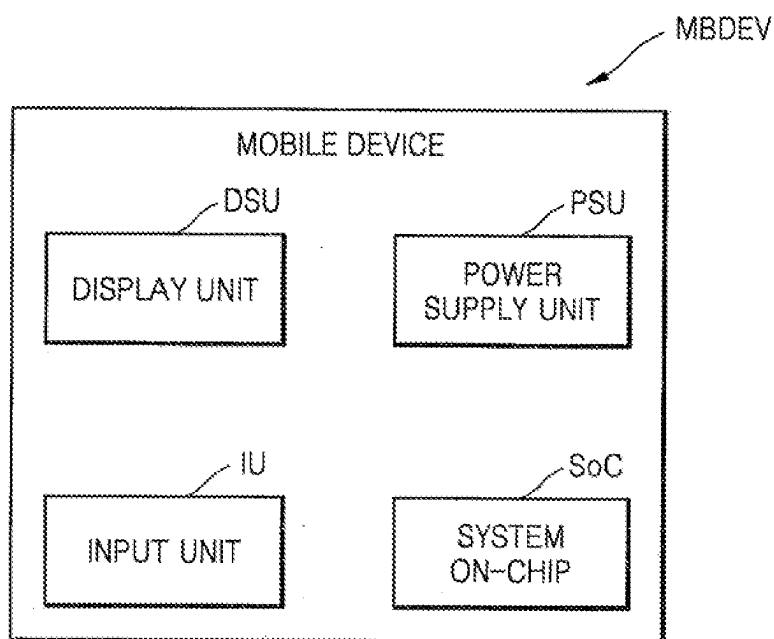 MBDEV
MOBILE DEVICE
DSU
PSU
DISPLAY UNIT
POWER
SUPPLY UNIT
IU
SoC
INPUT UNIT
SYSTEM
ON-CHIP